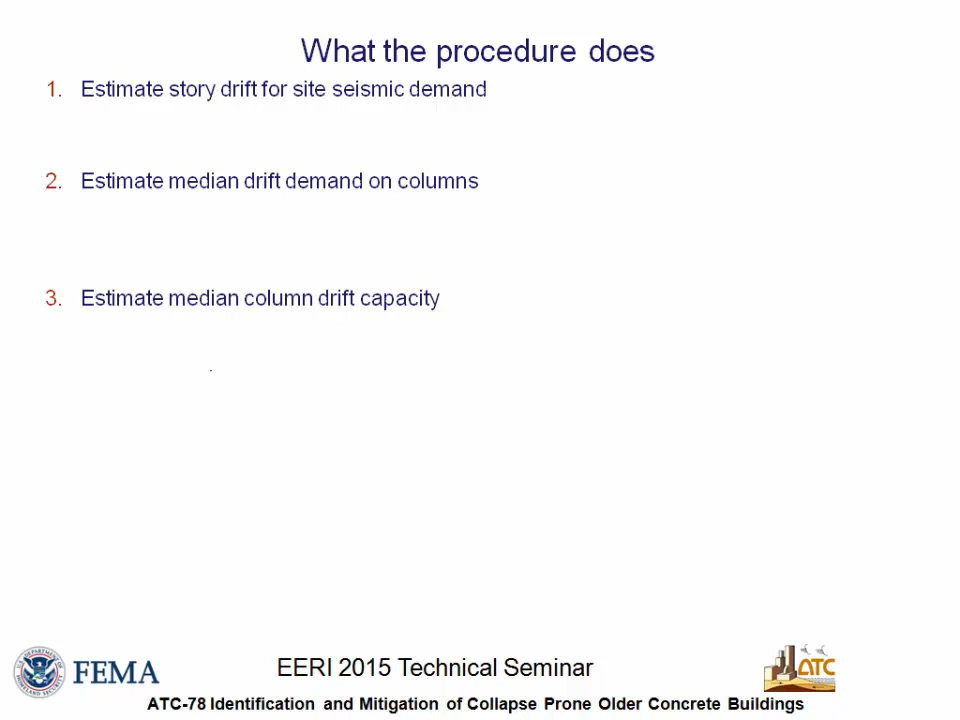 What the procedure does
1. Estimate story drift for site seismic demand
2. Estimate median drift demand on columns
3. Estimate median column drift capacity
FEMA
EERI 2015 Technical Seminar
ATC
ATC-78 Identification and Mitigation of Collapse Prone Older Concrete Buildings